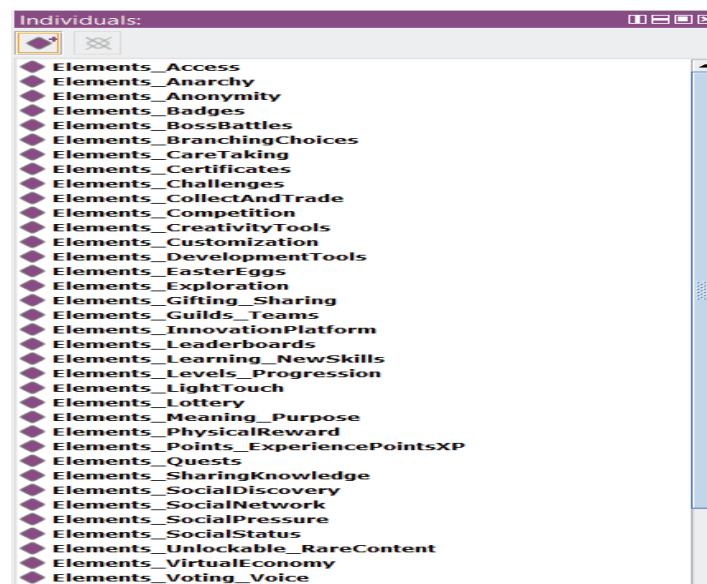 Individuals:
Elements_Access
Elements_Anarchy
Elements_Anonymity
Elements_Badges
Elements_BossBattles
Elements_BranchingChoices
Elements_CareTaking
Elements_Certificates
Elements_Challenges
Elements_CollectAndTrade
Elements_Competition
Elements_CreativityTools
Elements_Customization
Elements_DevelopmentTools
Elements_EasterEggs
Elements_Exploration
Elements_Gifting_Sharing
Elements_Guilds_Teams
Elements_InnovationPlatform
Elements_Leaderboards
Elements_Learning_NewSkills
Elements_Levels_Progression
Elements_LightTouch
Elements_Lottery
Elements_Meaning_Purpose
Elements_PhysicalReward
Elements_Points_ExperiencePointsXP
Elements_Quests
Elements_SharingKnowledge
Elements_SocialDiscovery
Elements_SocialNetwork
Elements_SocialPressure
Elements_SocialStatus
Elements_Unlockable_RareContent
Elements_VirtualEconomy
Elements_Voting_Voice